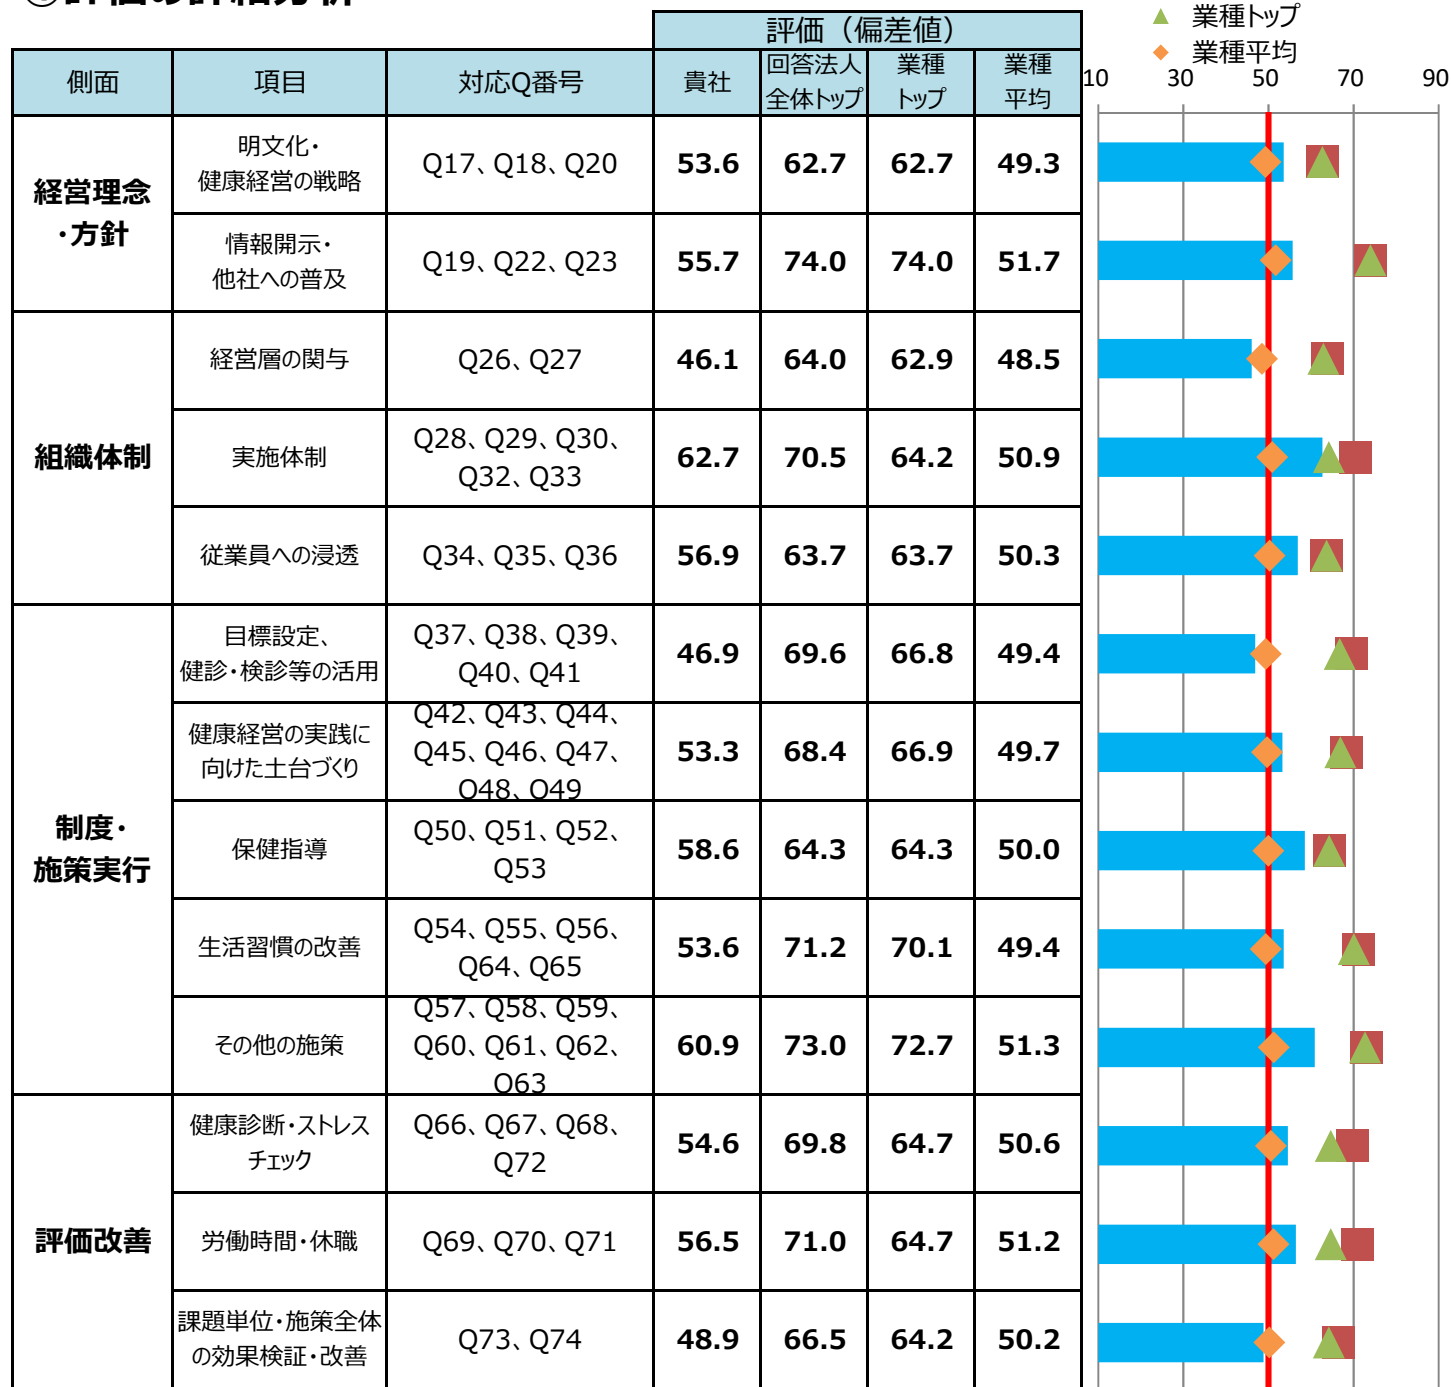 評価の詳細分析
▲ 業種トップ
◆ 業種平均
評価（偏差値）
側面 項目 対応Q番号 貴社 回答法人 業種 業種
全体トップ トップ 平均
10 30 50 70 90
経営理念
・方針
明文化・
健康経営の戦略
Q17、Q18、Q20 53.6 62.7 62.7 49.3
情報開示・
他社への普及
Q19、Q22、Q23 55.7 74.0 74.0 51.7
組織体制
経営層の関与 Q26、Q27 46.1 64.0 62.9 48.5
実施体制
Q28、Q29、Q30、
Q32、Q33
62.7 70.5 64.2 50.9
従業員への浸透 Q34、Q35、Q36 56.9 63.7 63.7 50.3
制度・
施策実行
目標設定、
健診・検診等の活用
Q37、Q38、Q39、
Q40、Q41
46.9 69.6 66.8 49.4
健康経営の実践に
向けた土台づくり
Q42、Q43、Q44、
Q45、Q46、Q47、
Q48、Q49
53.3 68.4 66.9 49.7
保健指導
Q50、Q51、Q52、
Q53
58.6 64.3 64.3 50.0
生活習慣の改善
Q54、Q55、Q56、
Q64、Q65
53.6 71.2 70.1 49.4
その他の施策
Q57、Q58、Q59、
Q60、Q61、Q62、
Q63
60.9 73.0 72.7 51.3
評価改善
健康診断・ストレス
チェック
Q66、Q67、Q68、
Q72
54.6 69.8 64.7 50.6
労働時間・休職 Q69、Q70、Q71 56.5 71.0 64.7 51.2
課題単位・施策全体
の効果検証・改善
Q73、Q74 48.9 66.5 64.2 50.2